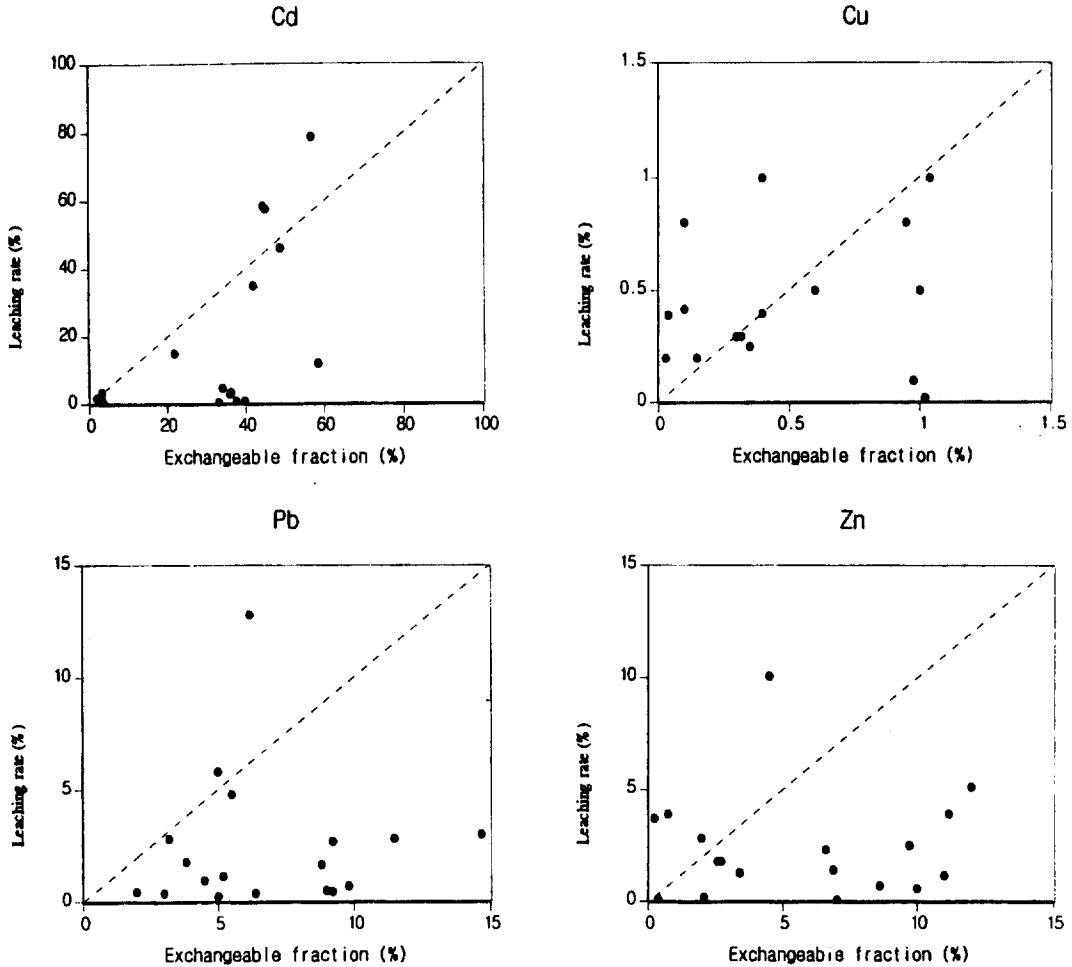 Cd
100
80
60
40
20
0
Leaching rate (%)
0 20 40 60 80 100
Exchangeable fraction (%)
Cu
1.5
1
0.5
0
Leaching rate (%)
0 0.5 1 1.5
Exchangeable fraction (%)
Pb
15
10
5
0
Leaching rate (%)
0 5 10 15
Exchangeable fraction (%)
Zn
15
10
5
0
Leaching rate (%)
0 5 10 15
Exchangeable fraction (%)